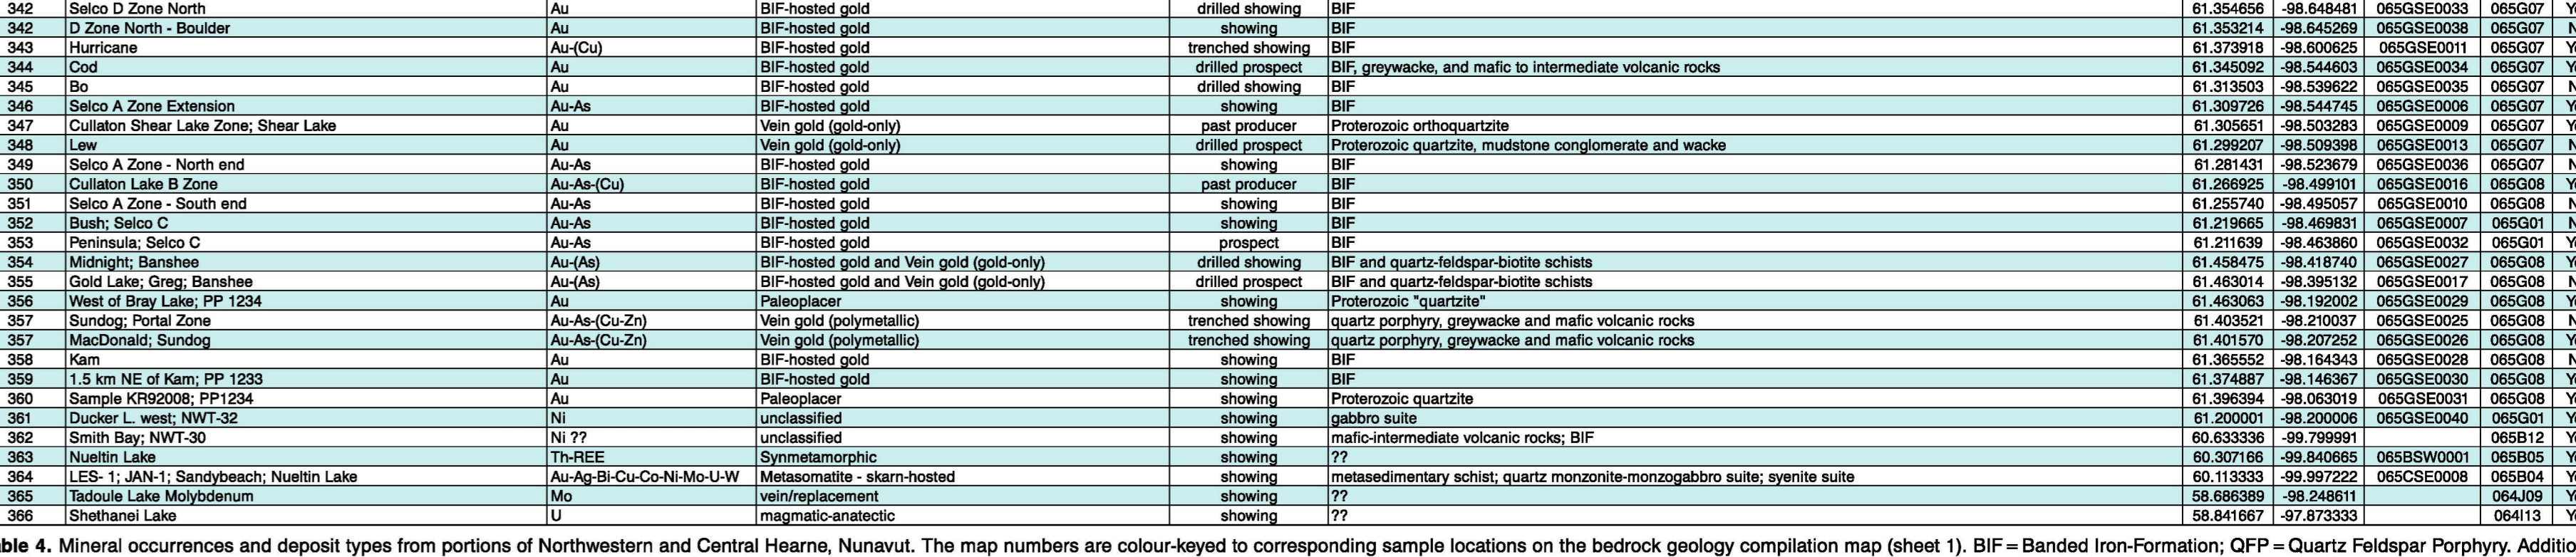 342 Selco D Zone North Au BIF-hosted gold drilled showing BIF 61.354656 -98.648481 065GSE0033 065G07
342 D Zone North - Boulder Au BIF-hosted gold showing BIF 61.353214 -98.645269 065GSE0038 065G07
343 Hurricane Au-(Cu) BIF-hosted gold trenched showing BIF 61.373918 -98.600625 065GSE0011 065G07
344 Cod Au BIF-hosted gold drilled prospect BIF, greywacke, and mafic to intermediate volcanic rocks 61.345092 -98.544603 065GSE0034 065G07
345 Bo Au BIF-hosted gold drilled showing BIF 61.313503 -98.539622 065GSE0035 065G07
346 Selco A Zone Extension Au-As BIF-hosted gold showing BIF 61.309726 -98.544745 065GSE0006 065G07
347 Cullaton Shear Lake Zone; Shear Lake Au Vein gold (gold-only) past producer Proterozoic orthoquartzite 61.305651 -98.503283 065GSE0009 065G07
348 Lew Au Vein gold (gold-only) drilled prospect Proterozoic quartzite, mudstone conglomerate and wacke 61.299207 -98.509398 065GSE0013 065G07
349 Selco A Zone - North end Au-As BIF-hosted gold showing BIF 61.281431 -98.523679 065GSE0036 065G07
350 Cullaton Lake B Zone Au-As-(Cu) BIF-hosted gold past producer BIF 61.266925 -98.499101 065GSE0016 065G08
351 Selco A Zone - South end Au-As BIF-hosted gold showing BIF 61.255740 -98.495057 065GSE0010 065G08
352 Bush; Selco C Au-As BIF-hosted gold showing BIF 61.219665 -98.469831 065GSE0007 065G01
353 Peninsula; Selco C Au-As BIF-hosted gold prospect BIF 61.211639 -98.463860 065GSE0032 065G01
354 Midnight; Banshee Au-(As) BIF-hosted gold and Vein gold (gold-only) drilled showing BIF and quartz-feldspar-biotite schists 61.458475 -98.418740 065GSE0027 065G08
355 Gold Lake; Greg; Banshee Au-(As) BIF-hosted gold and Vein gold (gold-only) drilled prospect BIF and quartz-feldspar-biotite schists 61.463014 -98.395132 065GSE0017 065G08
356 West of Bray Lake; PP 1234 Au Paleoplacer showing Proterozoic "quartzite" 61.463063 -98.192002 065GSE0029 065G08
357 Sundog; Portal Zone Au-As-(Cu-Zn) Vein gold (polymetallic) trenched showing quartz porphyry, greywacke and mafic volcanic rocks 61.403521 -98.210037 065GSE0025 065G08
357 MacDonald; Sundog Au-As-(Cu-Zn) Vein gold (polymetallic) trenched showing quartz porphyry, greywacke and mafic volcanic rocks 61.401570 -98.207252 065GSE0026 065G08
358 Kam Au BIF-hosted gold showing BIF 61.365552 -98.164343 065GSE0028 065G08
359 1.5 km NE of Kam; PP 1233 Au BIF-hosted gold showing BIF 61.374887 -98.146367 065GSE0030 065G08
360 Sample KR92008; PP1234 Au Paleoplacer showing Proterozoic quartzite 61.396394 -98.063019 065GSE0031 065G08
361 Ducker L. west; NWT-32 Ni unclassified showing gabbro suite 61.200001 -98.200006 065GSE0040 065G01
362 Smith Bay; NWT-30 Ni ?? unclassified showing mafic-intermediate volcanic rocks; BIF 60.633336 -99.799991 065B12
363 Nueltin Lake Th-REE Synmetamorphic showing ?? 60.307166 -99.840665 065BSW0001 065B05
364 LES- 1; JAN-1; Sandybeach; Nueltin Lake Au-Ag-Bi-Cu-Co-Ni-Mo-U-W Metasomatite - skarn-hosted showing metasedimentary schist; quartz monzonite-monzogabbro suite; syenite suite 60.113333 -99.997222 065CSE0008 065B04
365 Tadoule Lake Molybdenum Mo vein/replacement showing ?? 58.686389 -98.248611 064J09
366 Shethanei Lake U magmatic-anatectic showing ?? 58.841667 -97.873333 064I13
ble 4. Mineral occurrences and deposit types from portions of Northwestern and Central Hearne, Nunavut. The map numbers are colour-keyed to corresponding sample locations on the bedrock geology compilation map (sheet 1). BIF = Banded Iron-Formation; QFP = Quartz Feldspar Porphyry. Additio